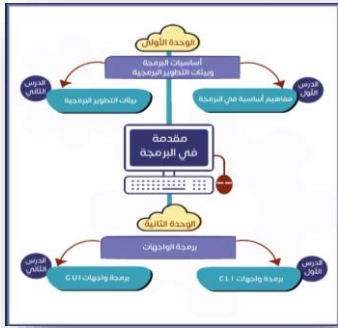 الوحدة الأولى
أساسيات البرمجة
وبيئات التطوير البرمجية
الدرس الأول
مفاهيم أساسية في البرمجة
الدرس الثاني
بيئات التطوير البرمجية
مقدمة
في البرمجة
الوحدة الثانية
برمجة الواجهات
الدرس الأول
برمجة واجهات CLI
الدرس الثاني
برمجة واجهات GUI